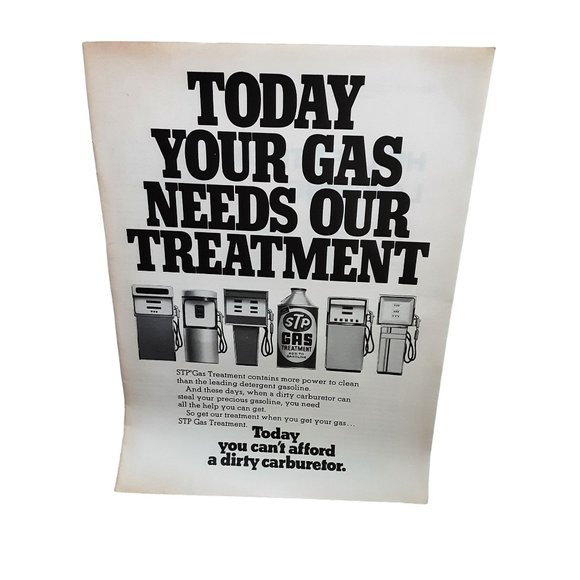 TODAY
YOUR GAS
NEEDS OUR
TREATMENT
STP
GAS
TREATMENT
ADD TO
GASOLINE
STP® Gas Treatment contains more power to clean
than the leading detergent gasoline.
And these days, when a dirty carburetor can
steal your precious gasoline, you need
all the help you can get.
So get our treatment when you get your gas...
STP Gas Treatment.
Today
you can't afford
a dirty carburetor.